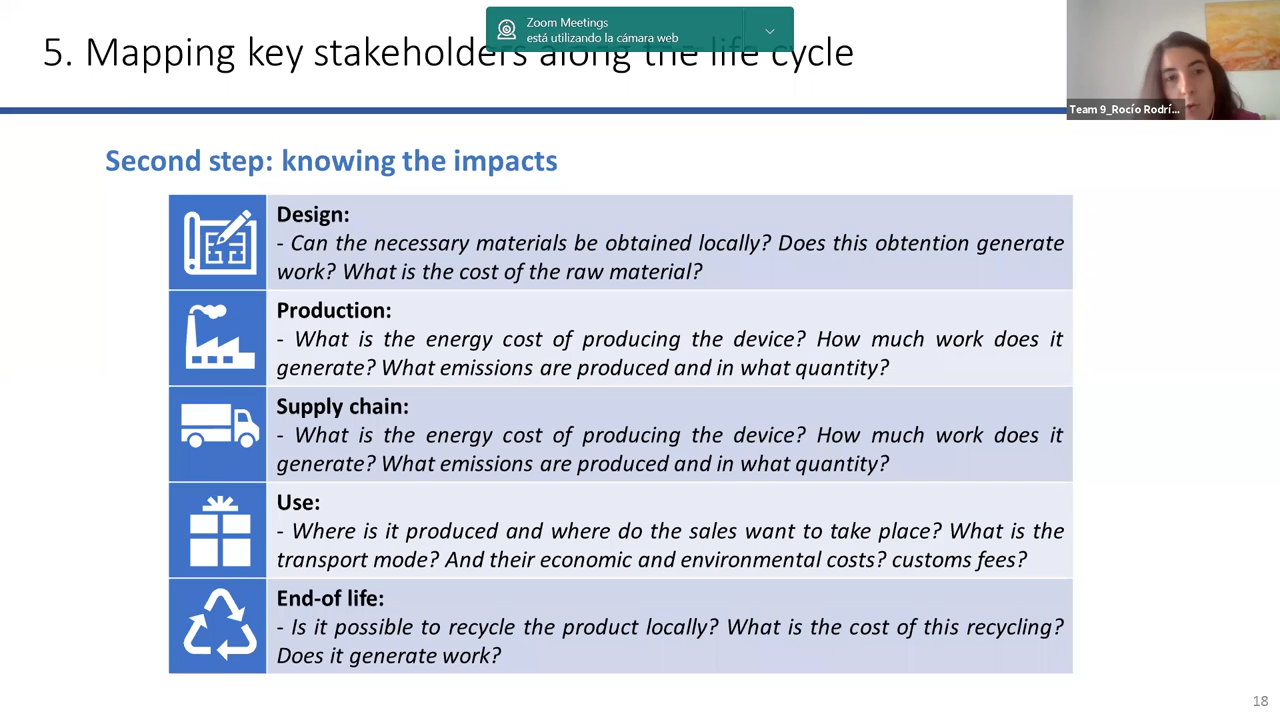 Zoom Meetings
está utilizando la cámara web
5. Mapping key stakeholders along the life cycle
Team 9_Rocío Rodrí...
Second step: knowing the impacts
Design:
- Can the necessary materials be obtained locally? Does this obtention generate
work? What is the cost of the raw material?
Production:
- What is the energy cost of producing the device? How much work does it
generate? What emissions are produced and in what quantity?
Supply chain:
- What is the energy cost of producing the device? How much work does it
generate? What emissions are produced and in what quantity?
Use:
- Where is it produced and where do the sales want to take place? What is the
transport mode? And their economic and environmental costs? customs fees?
End-of life:
- Is it possible to recycle the product locally? What is the cost of this recycling?
Does it generate work?
18